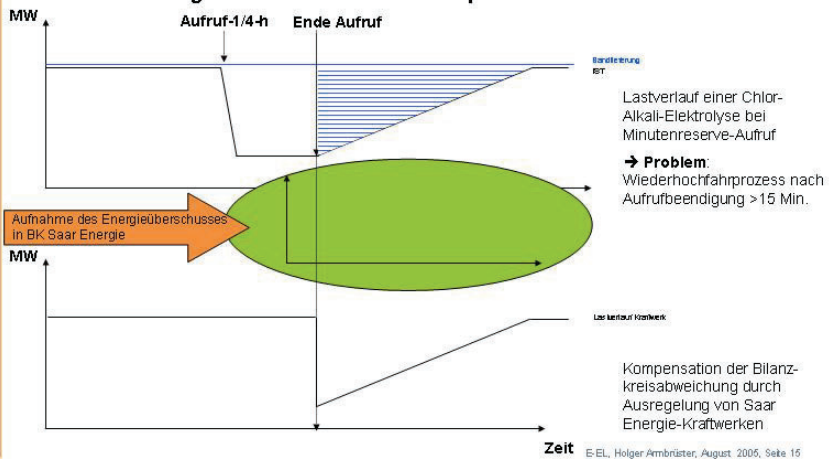 MW
Aufruf-1/4-h
Ende Aufruf
Bandlieferung
IST
Lastverlauf einer Chlor-
Alkali-Elektrolyse bei
Minutenreserve-Aufruf
→ Problem:
Wiederhochfahrprozess nach
Aufrufbeendigung >15 Min.
Aufnahme des Energieüberschusses
in BK Saar Energie
MW
Lastverlauf Kraftwerk
Kompensation der Bilanz-
kreisabweichung durch
Ausregelung von Saar
Energie-Kraftwerken
Zeit
E-EL, Holger Armbrüster, August 2005, Seite 15